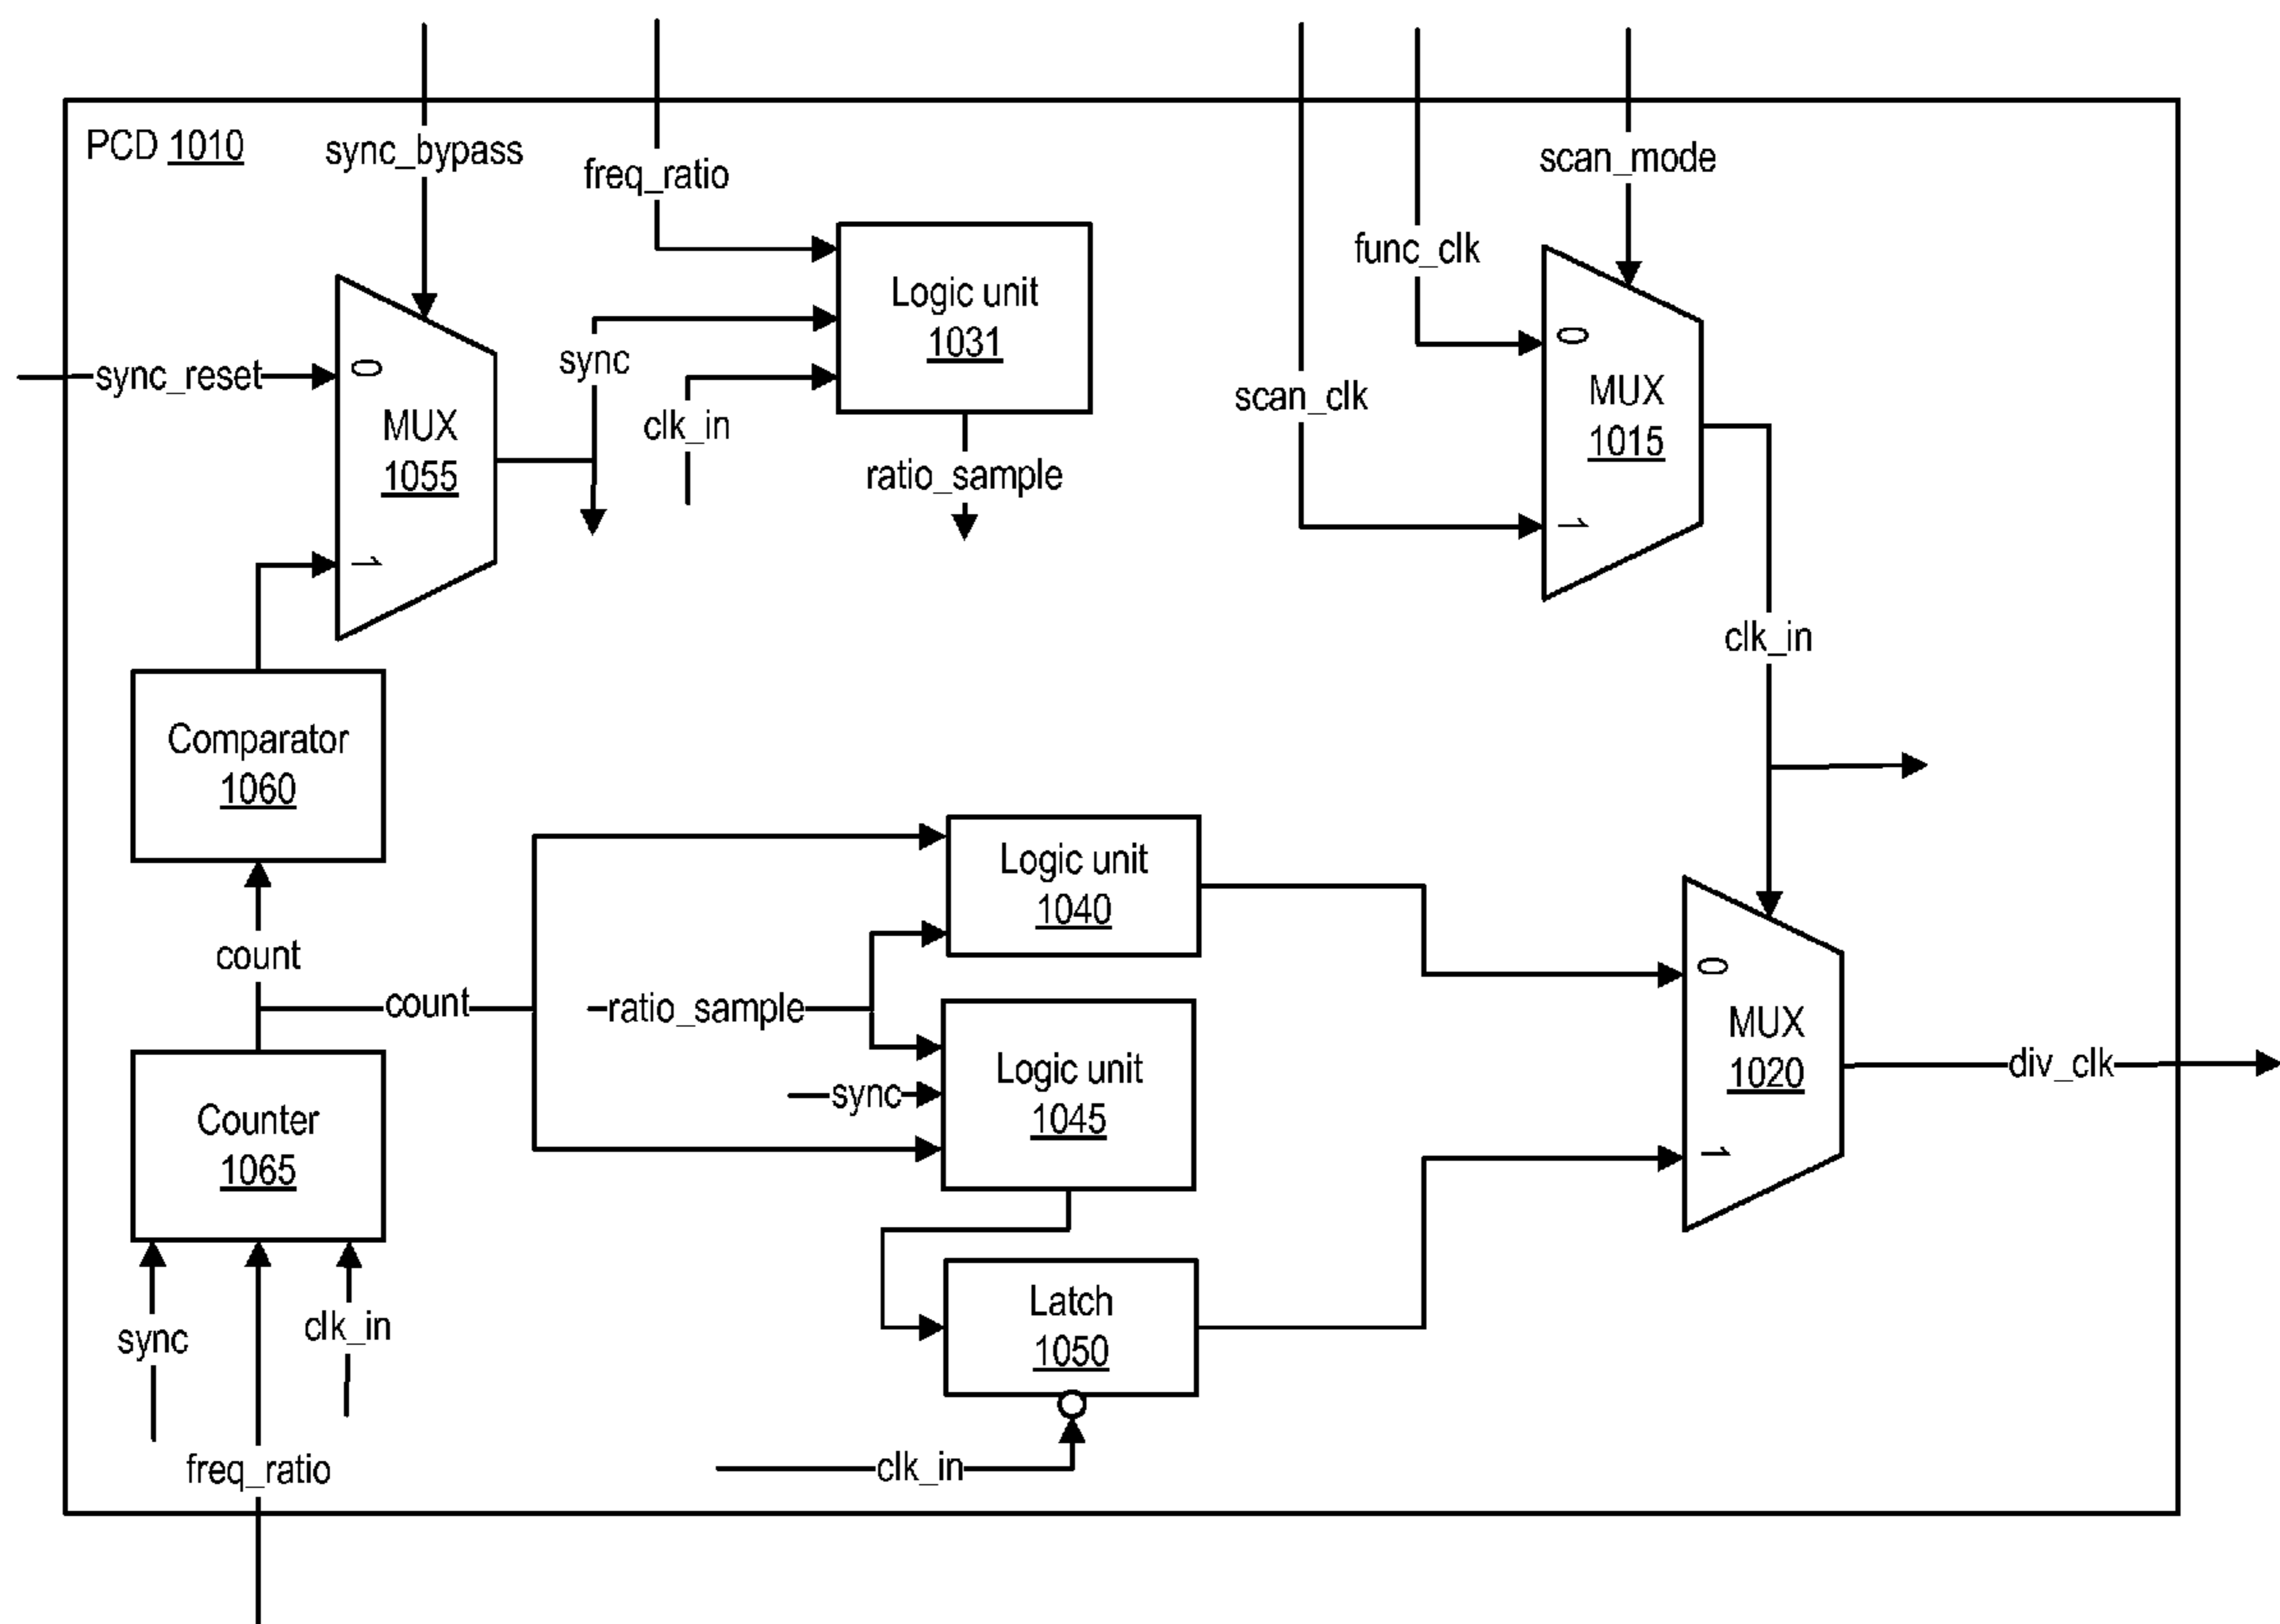 PCD 1010
sync_bypass
freq_ratio
scan_mode
func_clk
Logic unit
1031
sync_reset
0
MUX
1055
1
sync
clk_in
ratio_sample
scan_clk
0
MUX
1015
1
clk_in
Comparator
1060
count
count
Logic unit
1040
ratio_sample
Logic unit
1045
sync
0
MUX
1020
1
div_clk
Counter
1065
sync
clk_in
freq_ratio
Latch
1050
clk_in